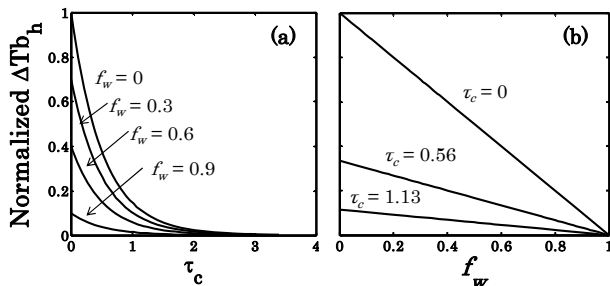 Normalized ΔTb_h
1
0.8
0.6
0.4
0.2
0
(a)
f_w = 0
f_w = 0.3
f_w = 0.6
f_w = 0.9
0 1 2 3 4
τ_c
(b)
τ_c = 0
τ_c = 0.56
τ_c = 1.13
0 0.2 0.4 0.6 0.8 1
f_w